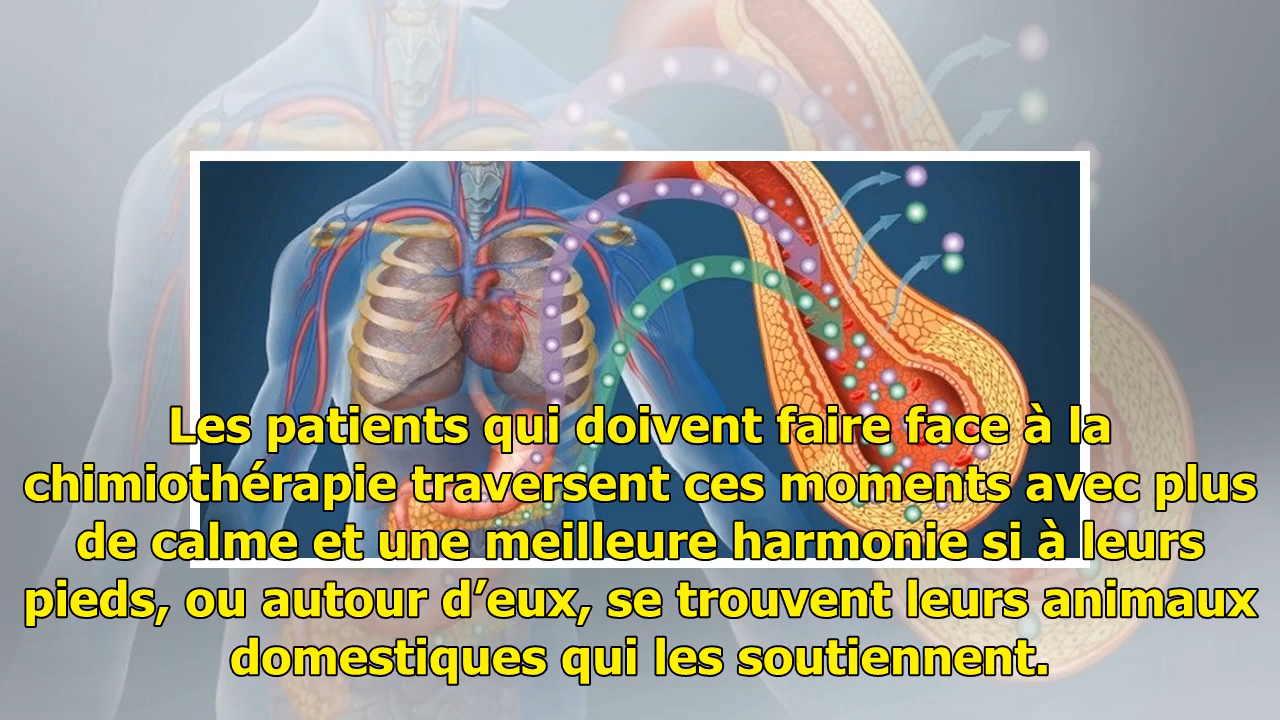 Les patients qui doivent faire face à la
chimiothérapie traversent ces moments avec plus
de calme et une meilleure harmonie si à leurs
pieds, ou autour d’eux, se trouvent leurs animaux
domestiques qui les soutiennent.